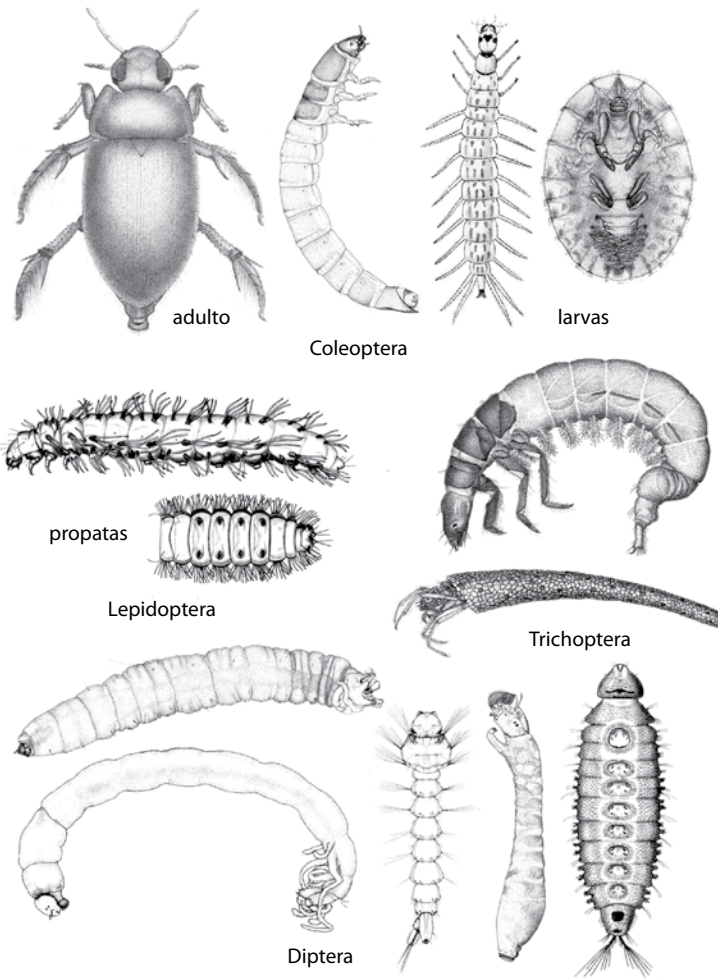 adulto
larvas
Coleoptera
propatas
Lepidoptera
Trichoptera
Diptera